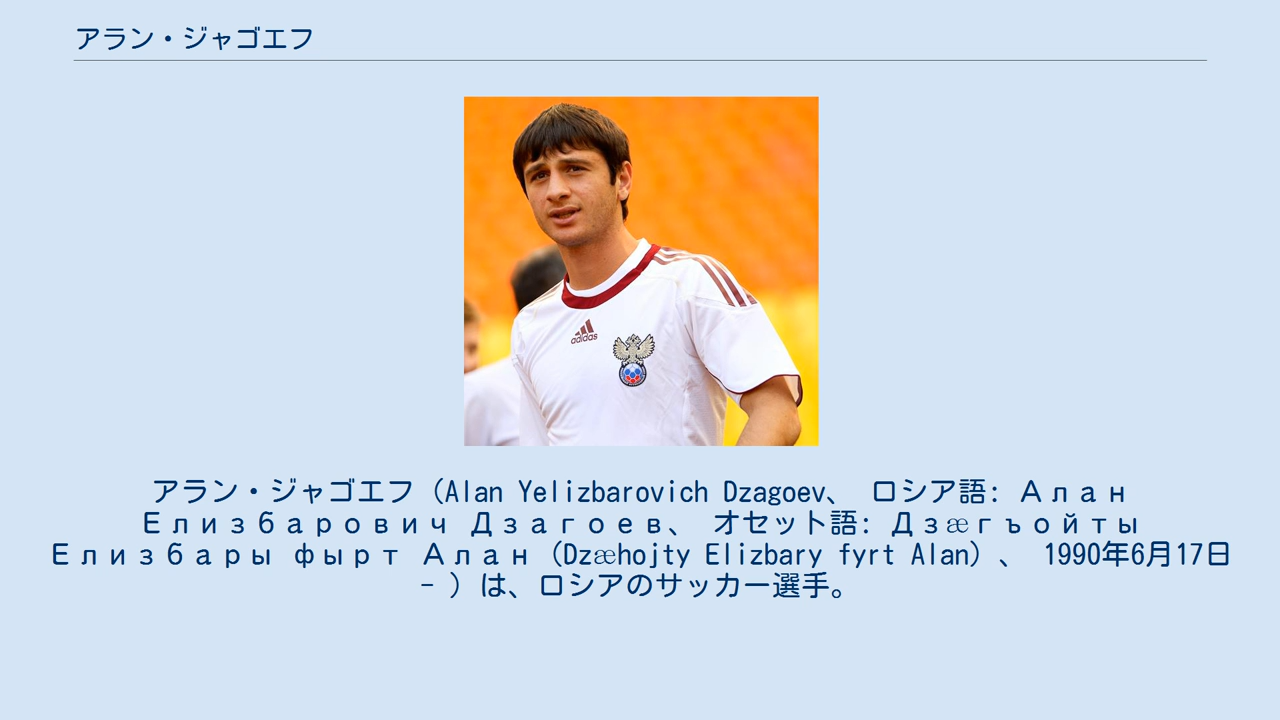 アラン・ジャゴエフ
adidas
アラン・ジャゴエフ（Alan Yelizbarovich Dzagoev、 ロシア語: Алан
Елизбарович Дзагоев、 オセット語: Дзæгъойты
Елизбары фырт Алан（Dzæhojty Elizbary fyrt Alan）、 1990年6月17日
- ）は、ロシアのサッカー選手。